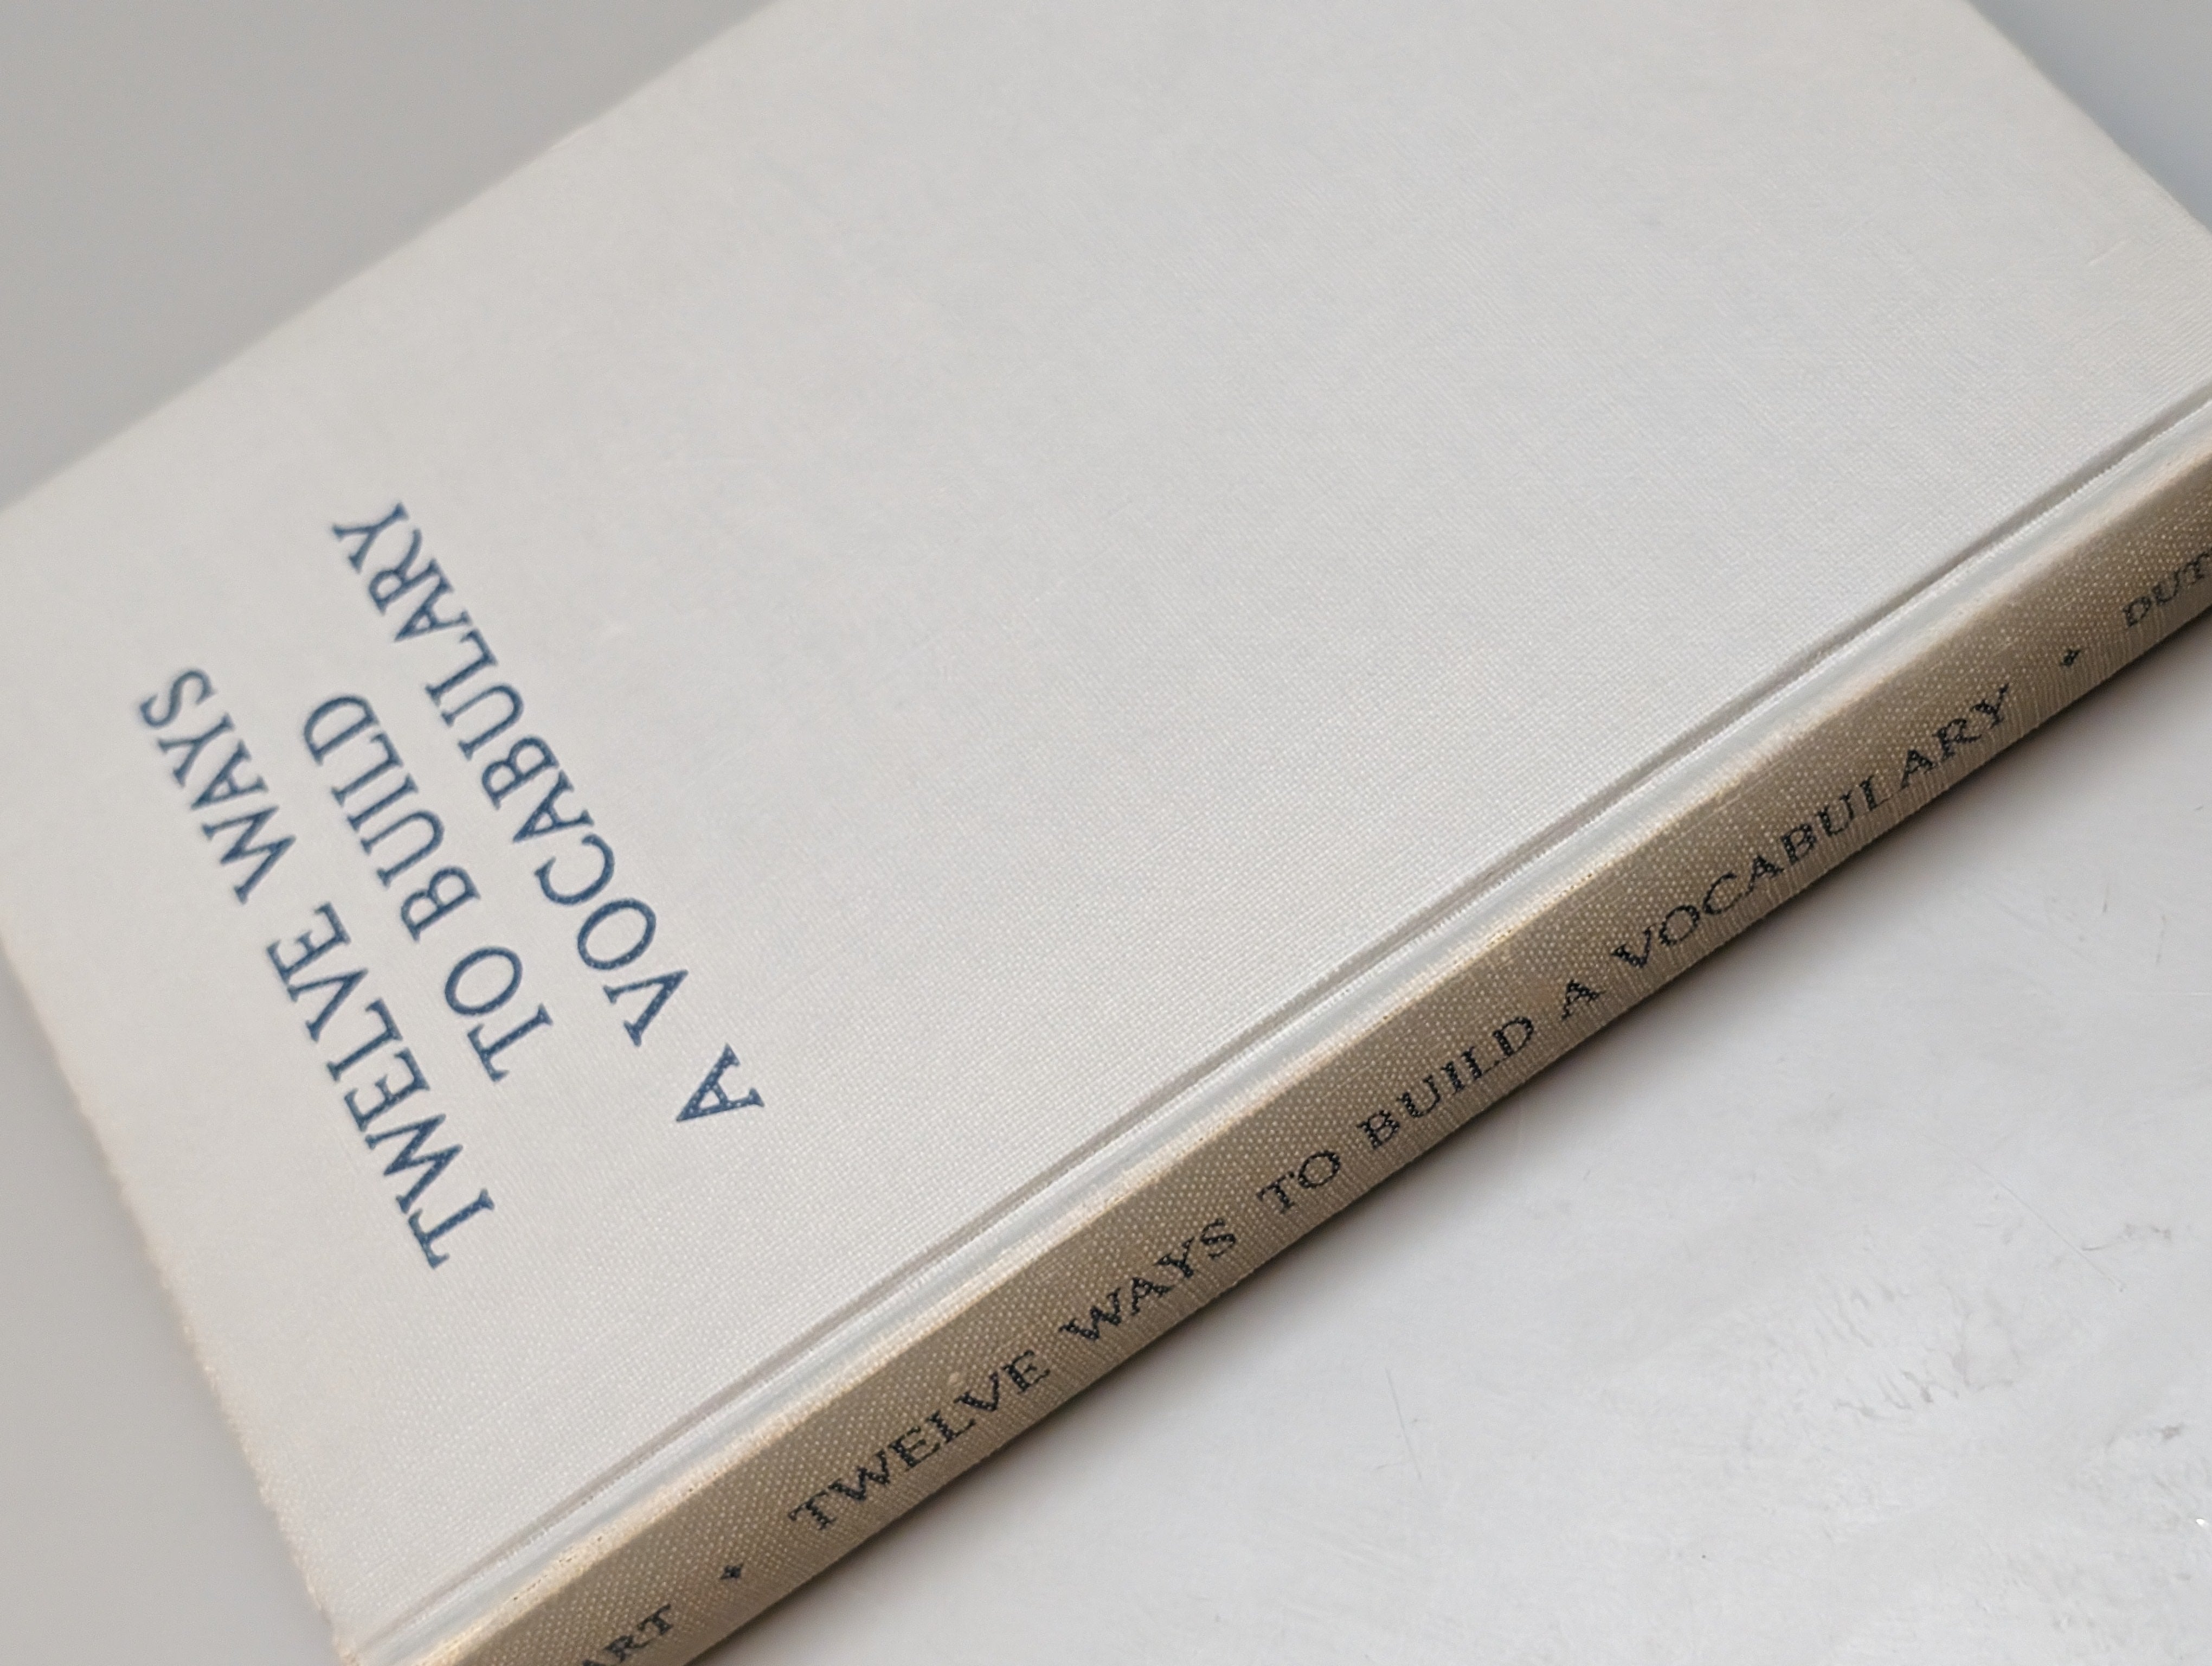 TWELVE WAYS
TO BUILD
A VOCABULARY
TWELVE WAYS TO BUILD A VOCABULARY